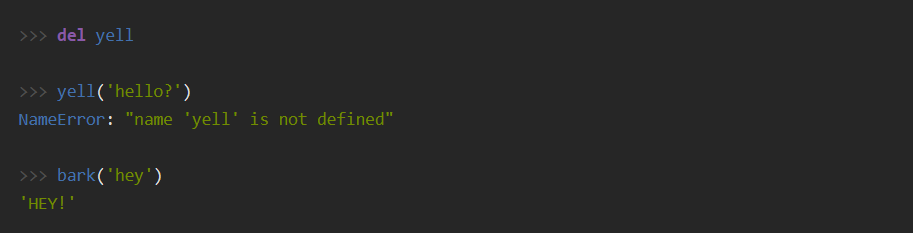 >>> del yell
>>> yell('hello?')
NameError: "name 'yell' is not defined"
>>> bark('hey')
'HEY!'